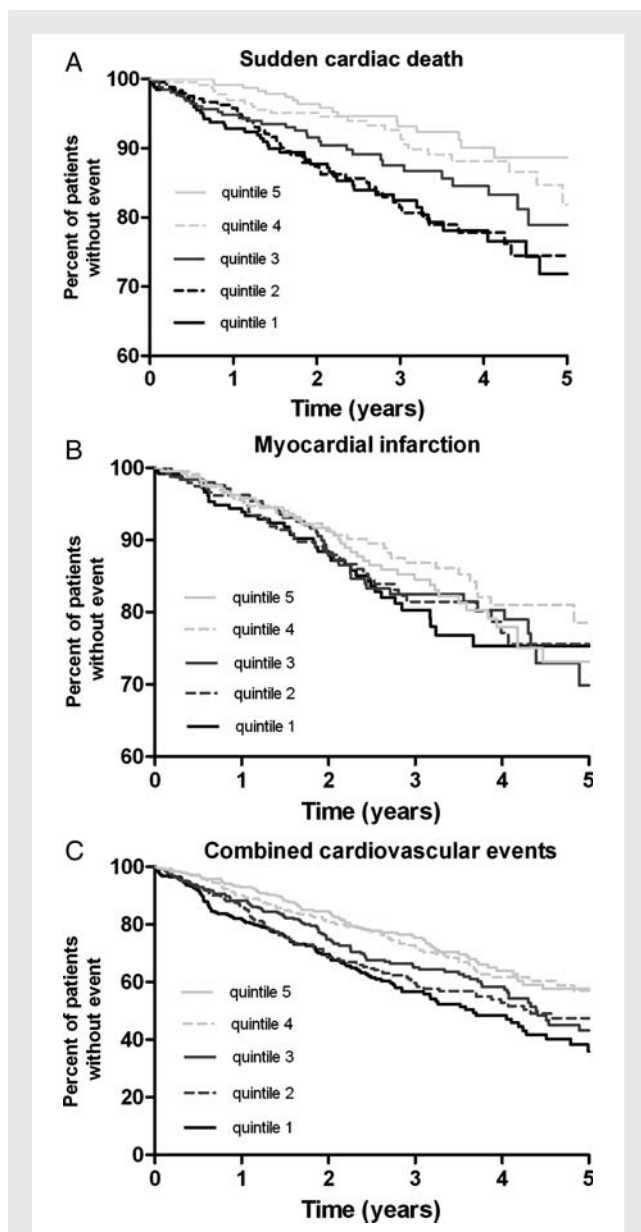 A
Sudden cardiac death
Percent of patients
without event
100
90
80
70
60
quintile 5
quintile 4
quintile 3
quintile 2
quintile 1
0 1 2 3 4 5
Time (years)
B
Myocardial infarction
Percent of patients
without event
100
90
80
70
60
quintile 5
quintile 4
quintile 3
quintile 2
quintile 1
0 1 2 3 4 5
Time (years)
C
Combined cardiovascular events
Percent of patients
without event
100
80
60
40
20
0
quintile 5
quintile 4
quintile 3
quintile 2
quintile 1
0 1 2 3 4 5
Time (years)